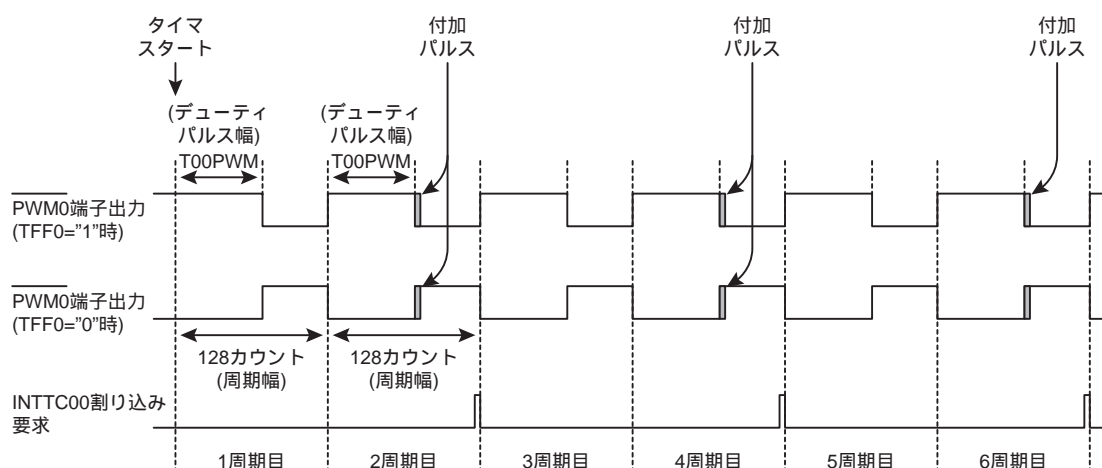 タイマ
スタート
付加
パルス
付加
パルス
付加
パルス
(デューティ
パルス幅)
T00PWM
(デューティ
パルス幅)
T00PWM
PWM0端子出力
(TFF0="1"時)
PWM0端子出力
(TFF0="0"時)
128カウント
(周期幅)
128カウント
(周期幅)
INTTC00割り込み
要求
1周期目
2周期目
3周期目
4周期目
5周期目
6周期目